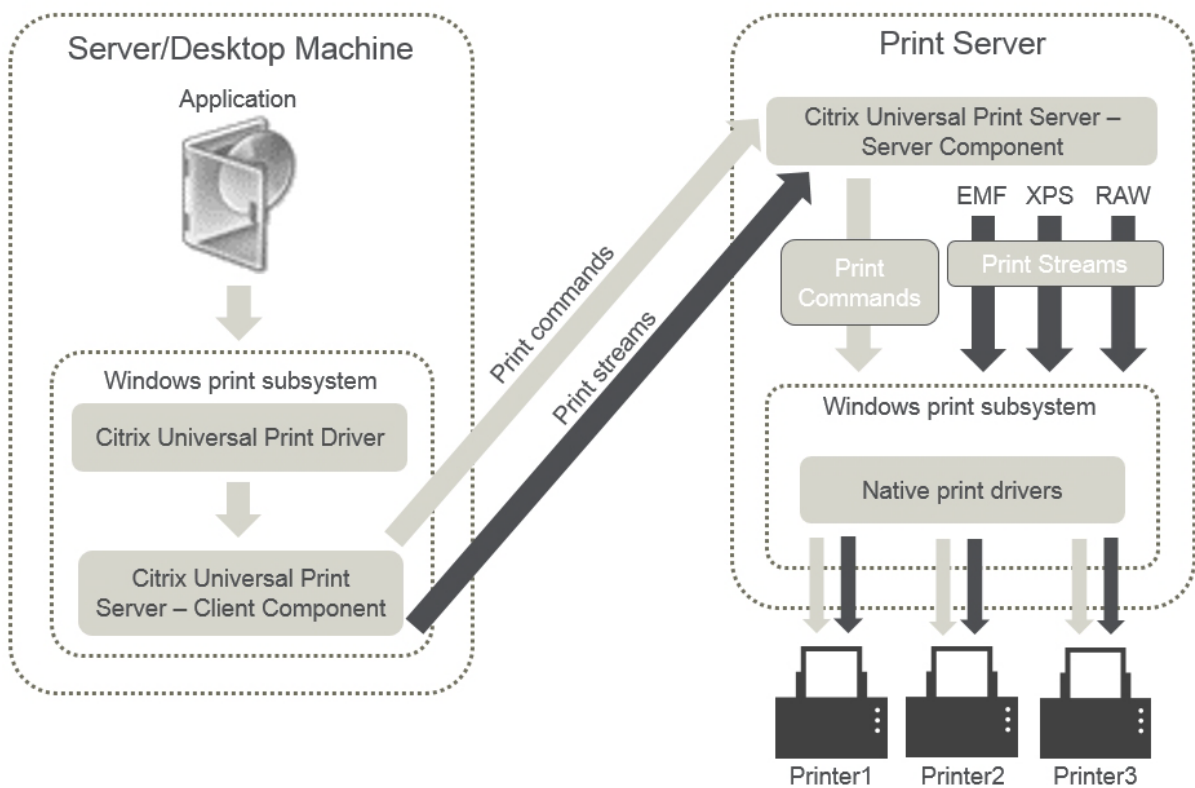 Server/Desktop Machine
Application
Windows print subsystem
Citrix Universal Print Driver
Citrix Universal Print
Server – Client Component
Print commands
Print streams
Print Server
Citrix Universal Print Server –
Server Component
EMF XPS RAW
Print
Commands
Print Streams
Windows print subsystem
Native print drivers
Printer1 Printer2 Printer3